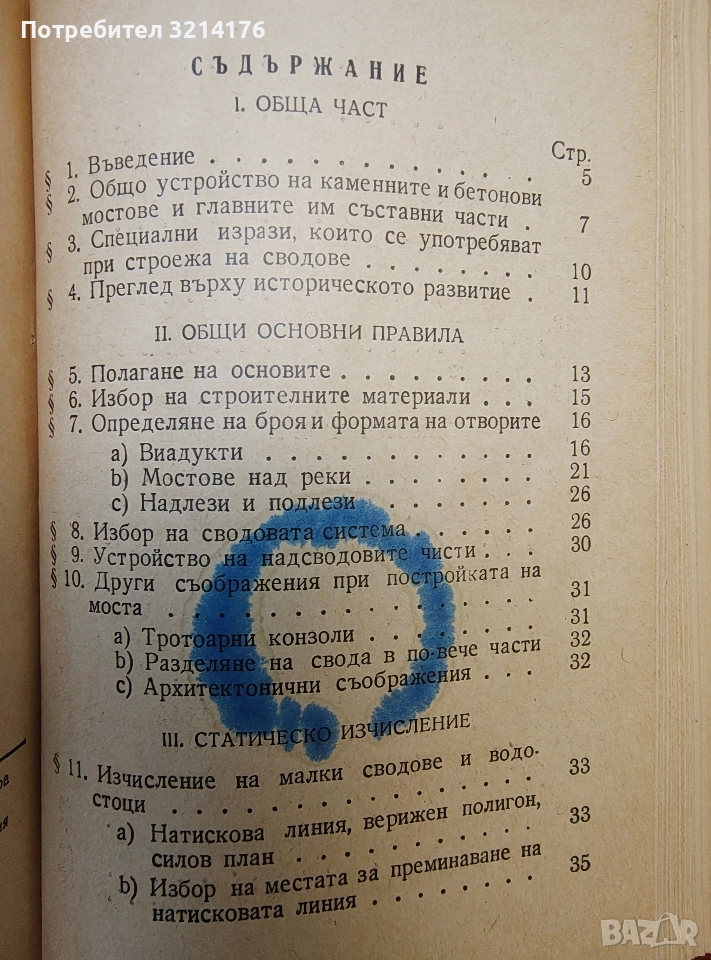 Потребител 3214176
СЪДЪРЖАНИЕ
I. ОБЩА ЧАСТ
Стр.
§ 1. Въведение . . . . . . . . . . . . . 5
§ 2. Общо устройство на каменните и бетонови
мостове и главните им съставни части . 7
§ 3. Специални изрази, които се употребяват
при строежа на сводове . . . . . . . . 10
§ 4. Преглед върху историческото развитие . 11
II. ОБЩИ ОСНОВНИ ПРАВИЛА
§ 5. Полагане на основите . . . . . . . . . 13
§ 6. Избор на строителните материали . . . 15
§ 7. Определяне на броя и формата на отворите 16
a) Виадукти . . . . . . . . . . . . . 16
b) Мостове над реки . . . . . . . . . 21
c) Надлези и подлези . . . . . . . . 26
§ 8. Избор на сводовата система . . . . . . 26
§ 9. Устройство на надсводовите чисти . . . 30
§ 10. Други съображения при постройката на
моста . . . . . . . . . . . . . . . . 31
a) Тротоарни конзоли . . . . . . . . 31
b) Разделяне на свода в по-вече части 32
c) Архитектонични съображения . . . 32
III. СТАТИЧЕСКО ИЗЧИСЛЕНИЕ
§ 11. Изчисление на малки сводове и водо-
стоци . . . . . . . . . . . . . . . . 33
a) Натискова линия, верижен полигон,
силов план . . . . . . . . . . . . 33
b) Избор на местата за преминаване на
натисковата линия . . . . . . . . 35
BAZAR